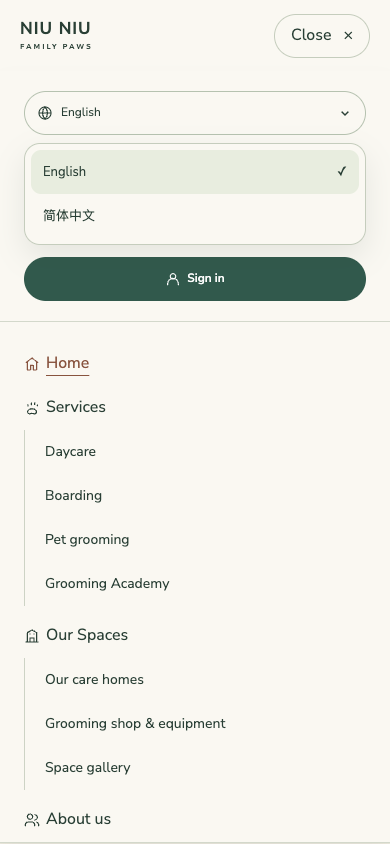 NIU NIU
FAMILY PAWS
Close
English
English
简体中文
Sign in
Home
Services
Daycare
Boarding
Pet grooming
Grooming Academy
Our Spaces
Our care homes
Grooming shop & equipment
Space gallery
About us